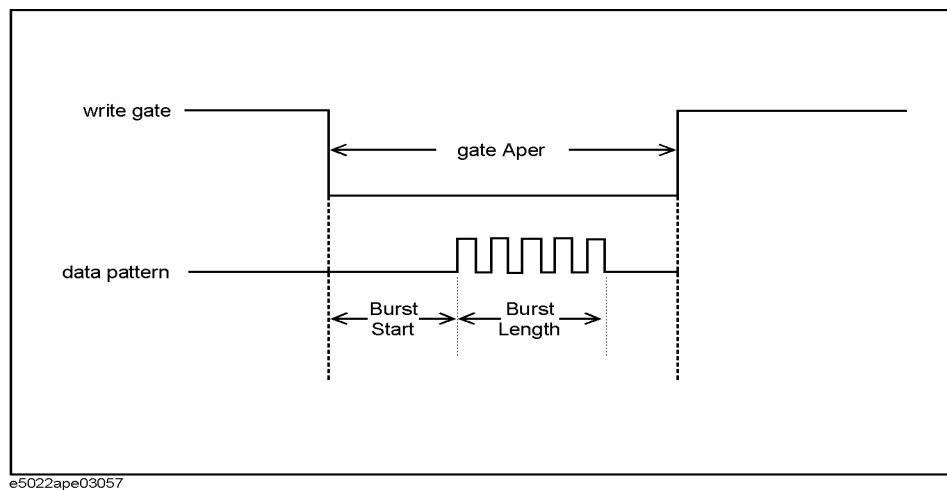 write gate
gate Aper
data pattern
Burst
Start
Burst
Length
e5022ape03057